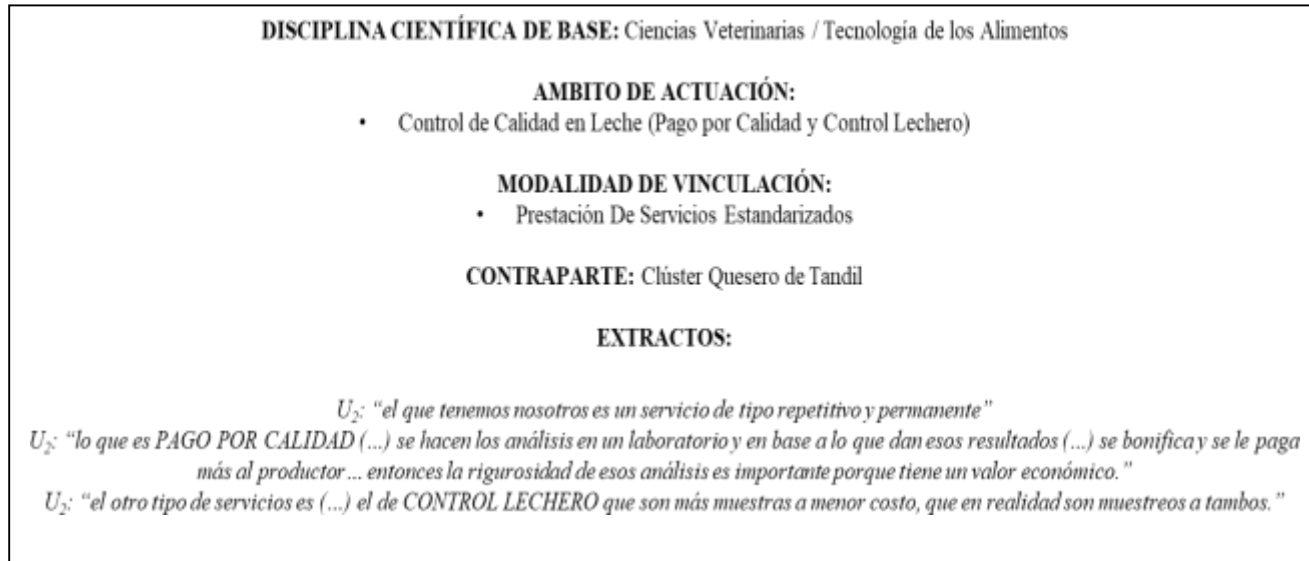 DISCIPLINA CIENTÍFICA DE BASE: Ciencias Veterinarias / Tecnología de los Alimentos
AMBITO DE ACTUACIÓN:
• Control de Calidad en Leche (Pago por Calidad y Control Lechero)
MODALIDAD DE VINCULACIÓN:
• Prestación De Servicios Estandarizados
CONTRAPARTE: Clúster Quesero de Tandil
EXTRACTOS:
U₂: “el que tenemos nosotros es un servicio de tipo repetitivo y permanente”
U₂: “lo que es PAGO POR CALIDAD (...) se hacen los análisis en un laboratorio y en base a lo que dan esos resultados (...) se bonifica y se le paga
más al productor ... entonces la rigurosidad de esos análisis es importante porque tiene un valor económico.”
U₂: “el otro tipo de servicios es (...) el de CONTROL LECHERO que son más muestras a menor costo, que en realidad son muestreos a tambos.”